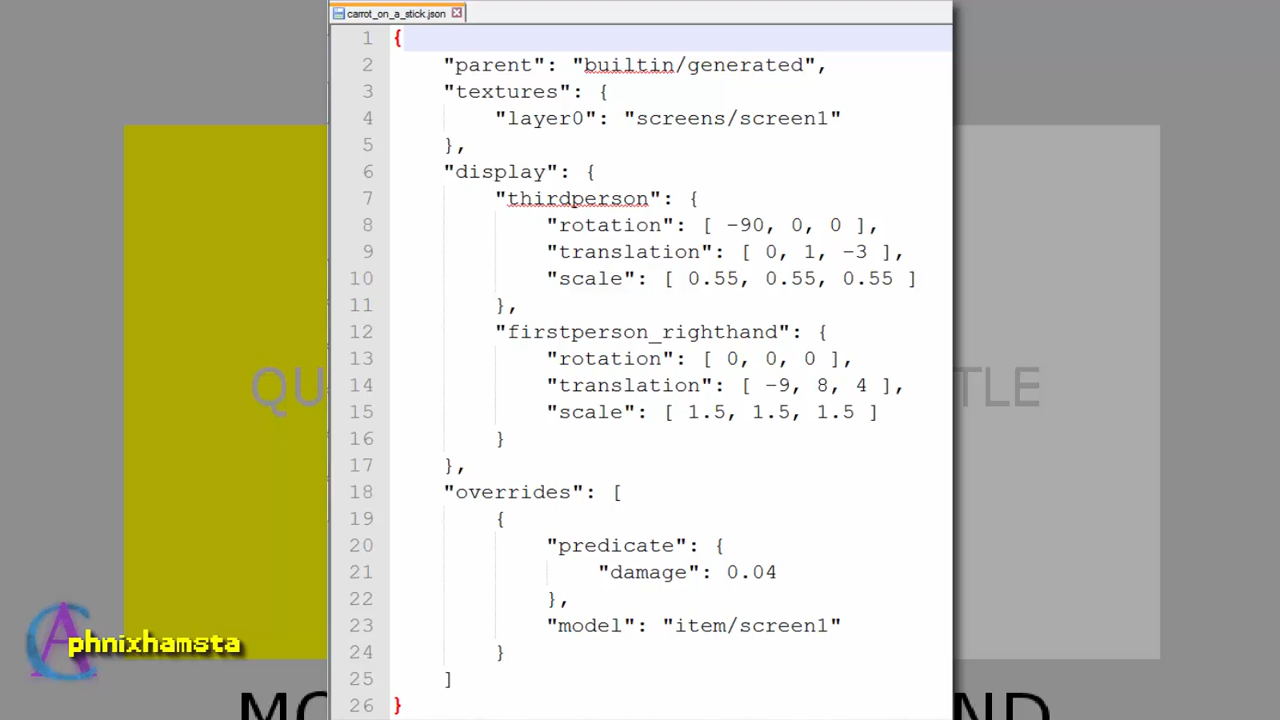 carrot_on_a_stick.json
1 {
2 "parent": "builtin/generated",
3 "textures": {
4 "layer0": "screens/screen1"
5 },
6 "display": {
7 "thirdperson": {
8 "rotation": [ -90, 0, 0 ],
9 "translation": [ 0, 1, -3 ],
10 "scale": [ 0.55, 0.55, 0.55 ]
11 },
12 "firstperson_righthand": {
13 "rotation": [ 0, 0, 0 ],
14 "translation": [ -9, 8, 4 ],
15 "scale": [ 1.5, 1.5, 1.5 ]
16 }
17 },
18 "overrides": [
19 {
20 "predicate": {
21 "damage": 0.04
22 },
23 "model": "item/screen1"
24 }
25 ]
26 }
QU
TLE
phnixhamsta
MO
ND